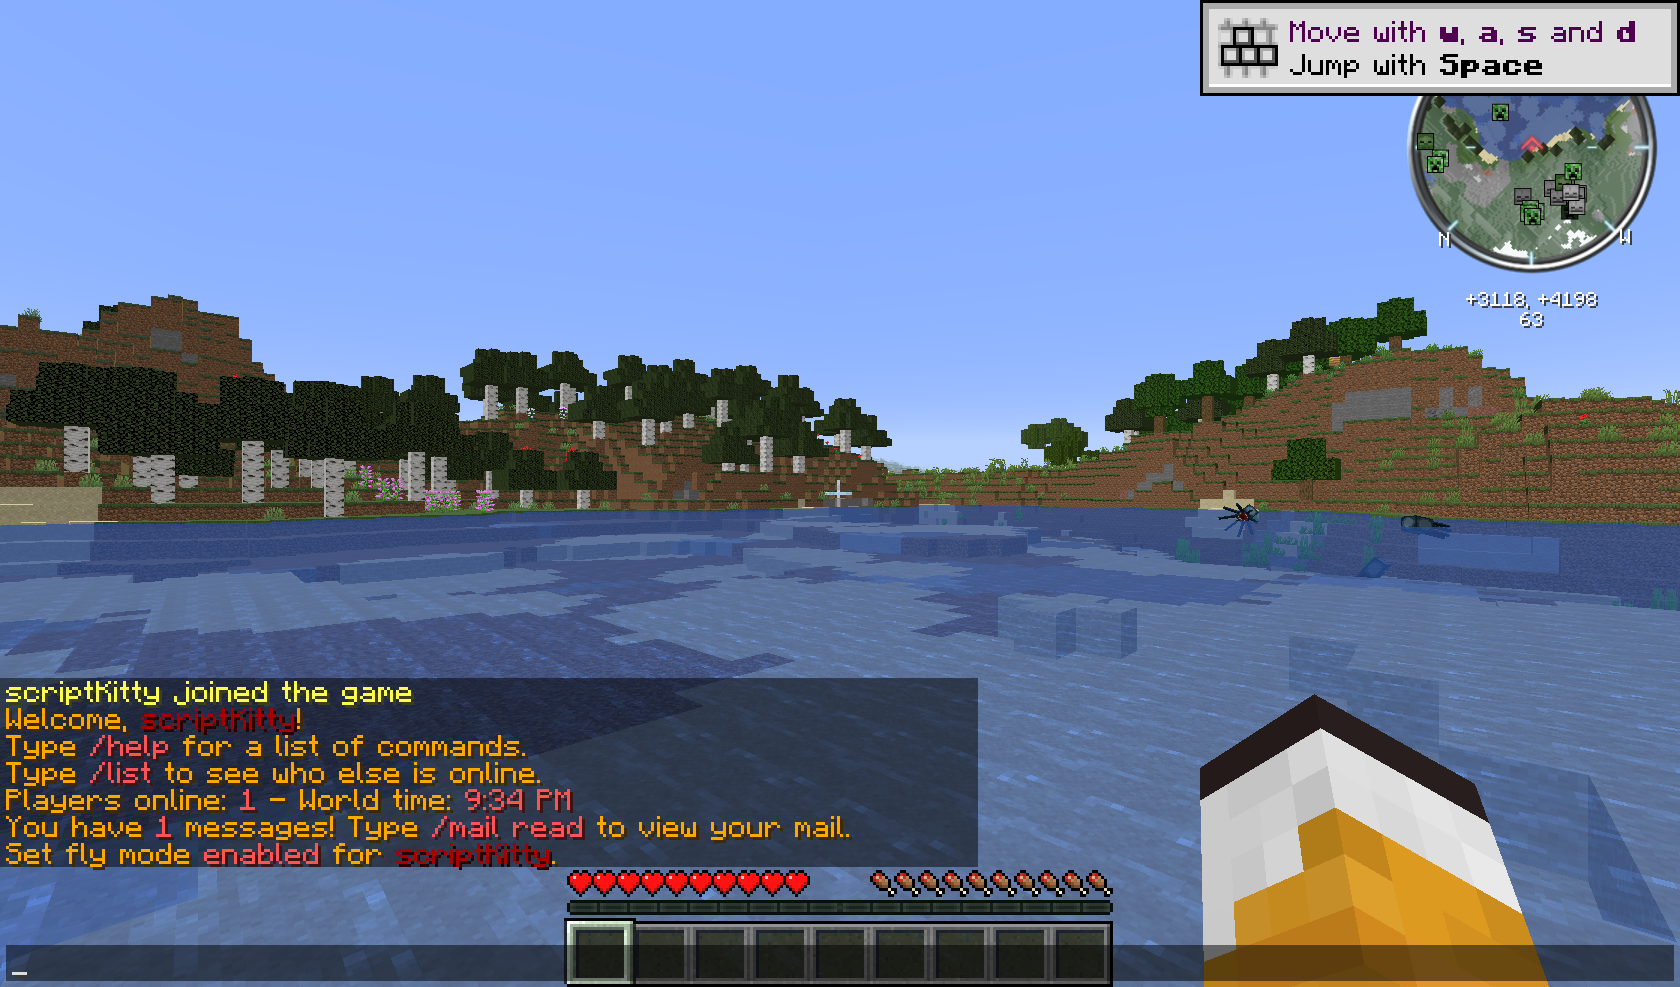 Move with w, a, s and d
Jump with Space
N
W
+3118, +4198
63
scriptKitty joined the game
Welcome, scriptKitty!
Type /help for a list of commands.
Type /list to see who else is online.
Players online: 1 - World time: 9:34 PM
You have 1 messages! Type /mail read to view your mail.
Set fly mode enabled for scriptKitty.
_